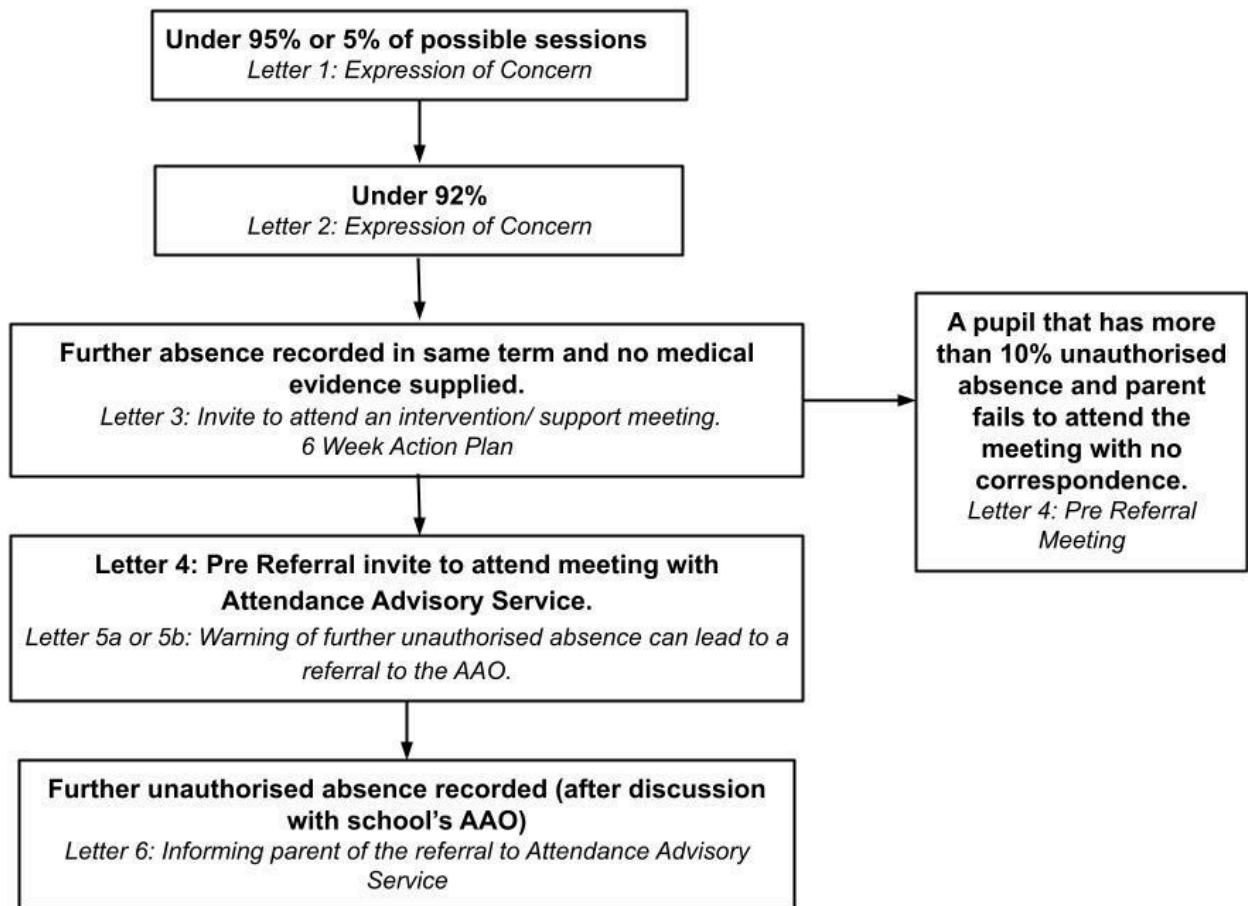 Under 95% or 5% of possible sessions
Letter 1: Expression of Concern
Under 92%
Letter 2: Expression of Concern
Further absence recorded in same term and no medical
evidence supplied.
Letter 3: Invite to attend an intervention/ support meeting.
6 Week Action Plan
A pupil that has more
than 10% unauthorised
absence and parent
fails to attend the
meeting with no
correspondence.
Letter 4: Pre Referral
Meeting
Letter 4: Pre Referral invite to attend meeting with
Attendance Advisory Service.
Letter 5a or 5b: Warning of further unauthorised absence can lead to a
referral to the AAO.
Further unauthorised absence recorded (after discussion
with school’s AAO)
Letter 6: Informing parent of the referral to Attendance Advisory
Service